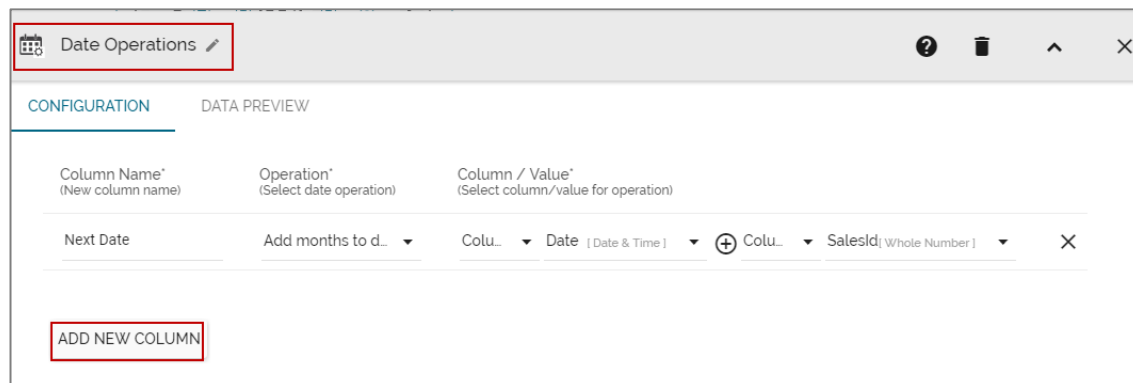 Date Operations
CONFIGURATION DATA PREVIEW
Column Name* Operation* Column / Value*
(New column name) (Select date operation) (Select column/value for operation)
Next Date Add months to d... Colu... Date [ Date & Time ] Colu... SalesId[ Whole Number ]
ADD NEW COLUMN